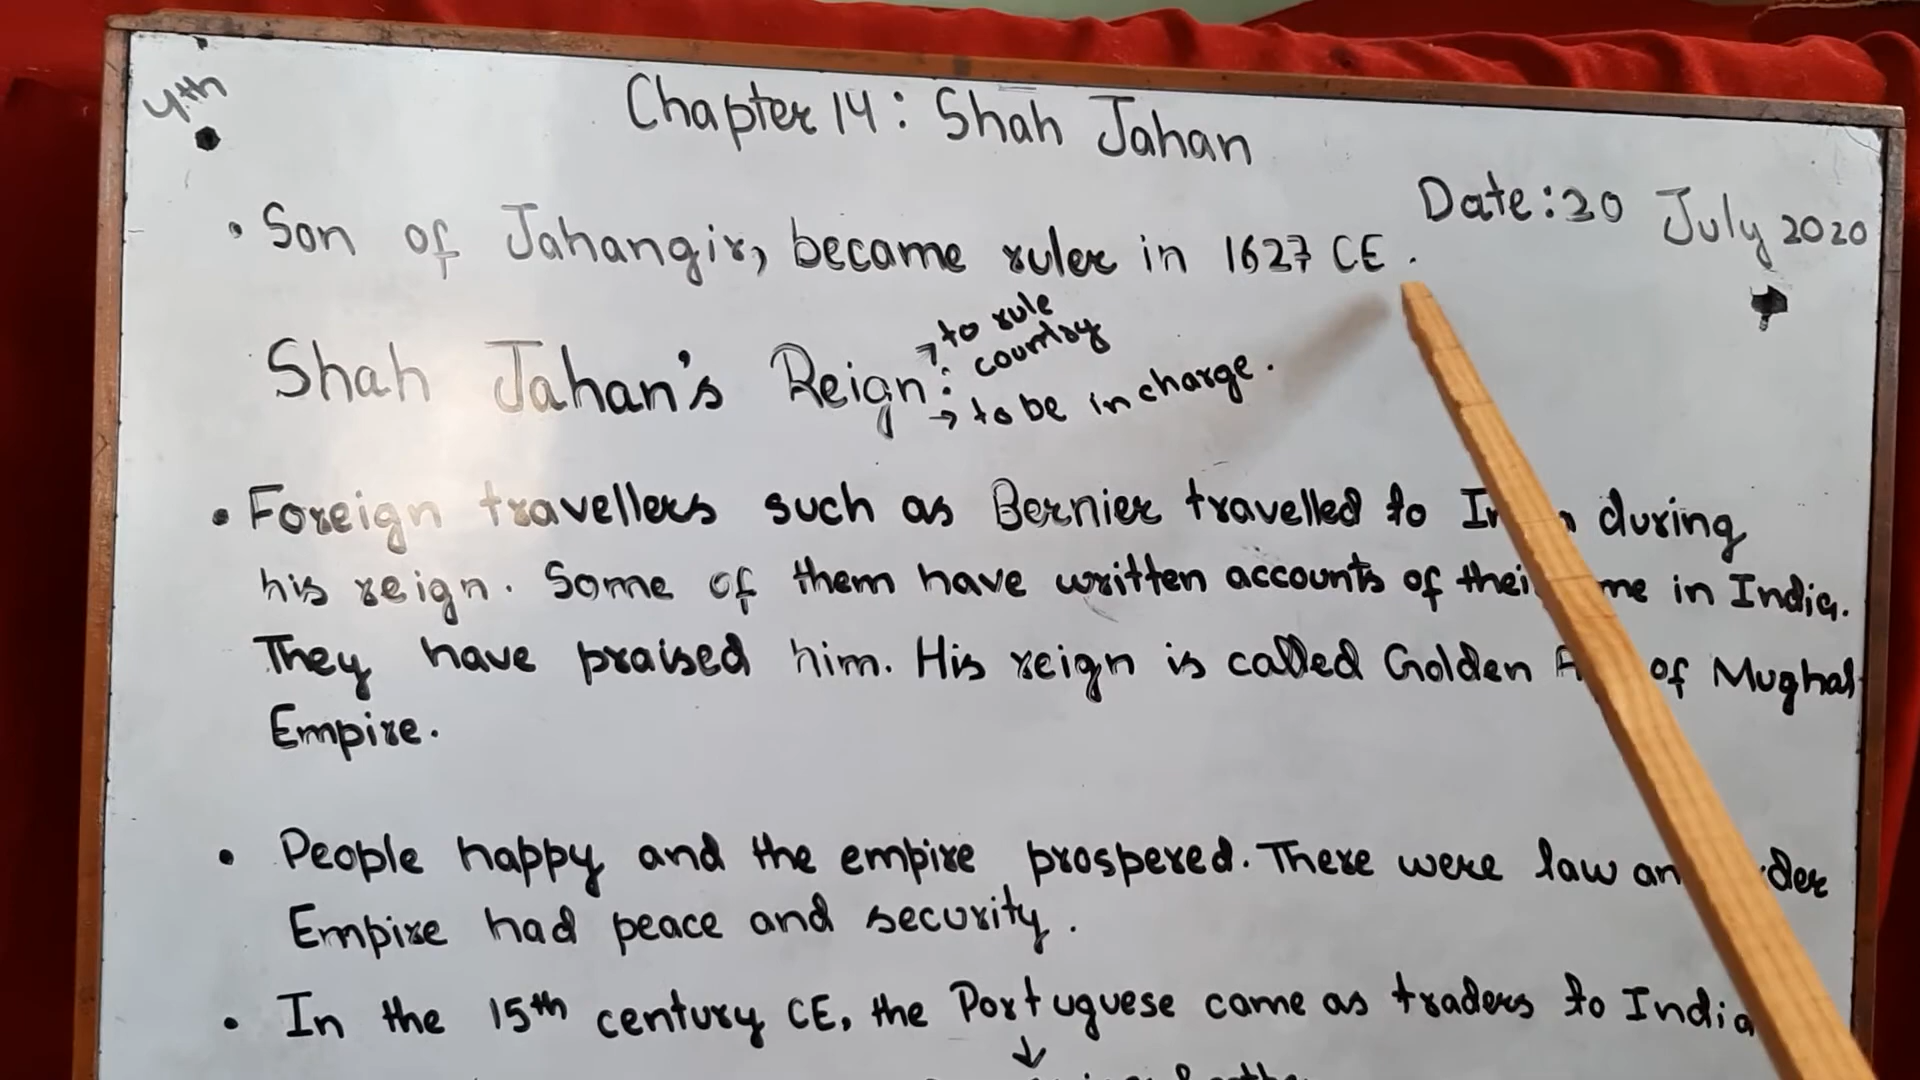 4th
Chapter 14: Shah Jahan
Date: 20 July 2020
• Son of Jahangir, became ruler in 1627 CE.
Shah Jahan's Reign:
→ to rule
country
→ to be in charge.
• Foreign travellers such as Bernier travelled to during
his reign. Some of them have written accounts of in India.
They have praised him. His reign is called Golden of Mughal
Empire.
• People happy and the empire prospered. There were law
Empire had peace and security.
• In the 15th century CE, the Portuguese came as traders to India
↓